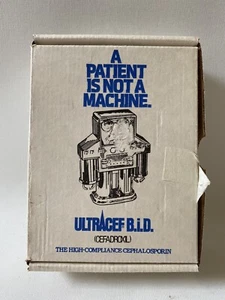 A
PATIENT
IS NOT A
MACHINE.
ULTRACEF B.i.D.
(CEFADROXIL)
THE HIGH-COMPLIANCE CEPHALOSPORIN